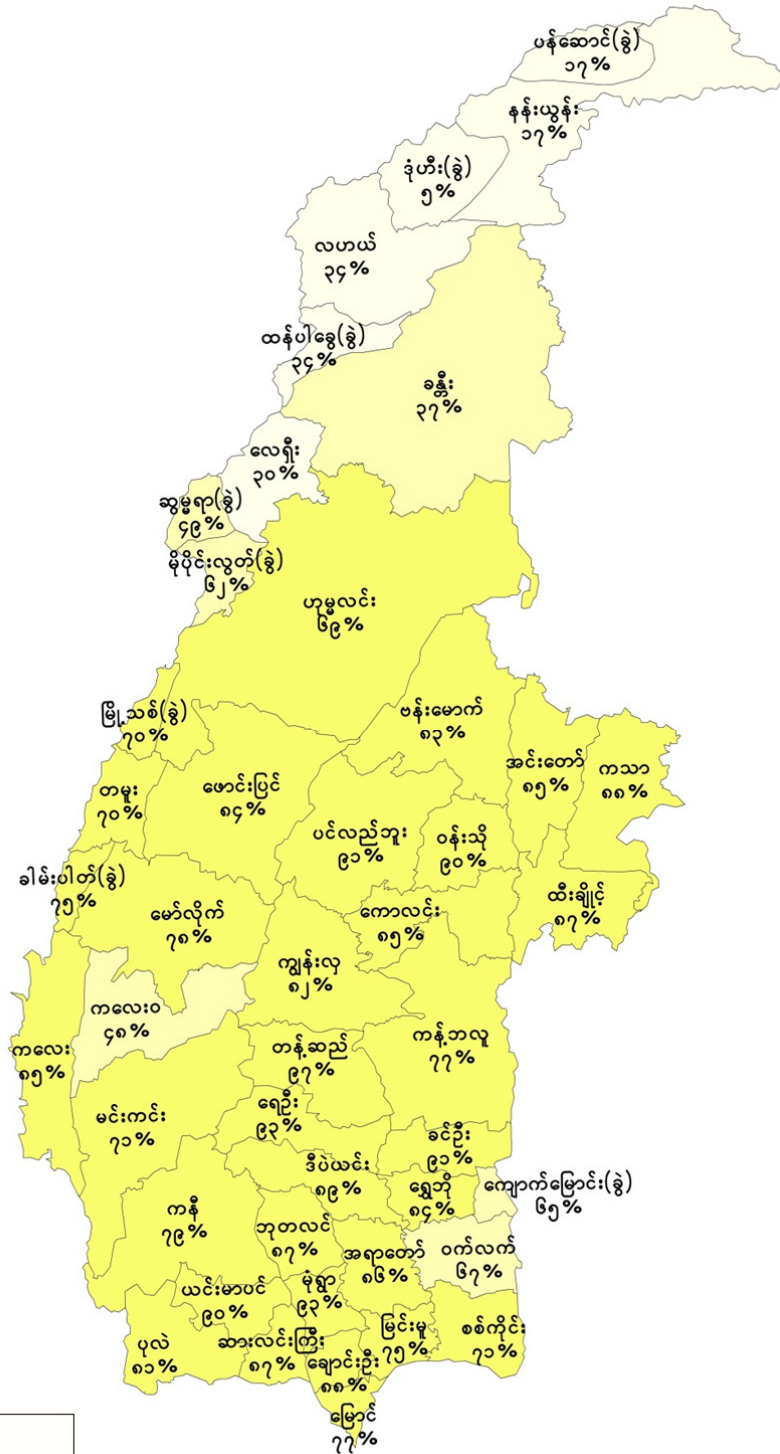 ပန်ဆောင်(ခွဲ)
၁၇%
နန်းယွန်း
၁၇%
ဒုံဟီး(ခွဲ)
၅%
လဟယ်
၃၄%
ထန်ပါခွေ(ခွဲ)
၃၄%
ခန္တီး
၃၇%
လေရှီး
၃၀%
ဆွမ္မရာ(ခွဲ)
၄၉%
မိုပိုင်းလွတ်(ခွဲ)
၆၂%
ဟုမ္မလင်း
၆၉%
မြို့သစ်(ခွဲ)
၇၀%
ဗန်းမောက်
၈၃%
အင်းတော်
၈၅%
ကသာ
၈၈%
တမူး
၇၀%
ဖောင်းပြင်
၈၄%
ပင်လည်ဘူး
၉၁%
ဝန်းသို
၉၀%
ခါမ်းပါတ်(ခွဲ)
၇၅%
မော်လိုက်
၇၈%
ကောလင်း
၈၅%
ထီးချိုင့်
၈၇%
ကျွန်းလှ
၈၂%
ကလေးဝ
၄၈%
ကလေး
၈၅%
တန့်ဆည်
၉၇%
ကန့်ဘလူ
၇၇%
မင်းကင်း
၇၁%
ရေဦး
၉၃%
ခင်ဦး
၉၁%
ဒီပဲယင်း
၈၉%
ရွှေဘို
၈၄%
ကျောက်မြောင်း(ခွဲ)
၆၅%
ကနီ
၇၉%
ဘုတလင်
၈၇%
အရာတော်
၈၆%
ဝက်လက်
၆၇%
ယင်းမာပင်
၉၀%
မုံရွာ
၉၃%
ပုလဲ
၈၁%
ဆားလင်းကြီး
၈၇%
ချောင်းဦး
၈၈%
မြင်းမူ
၇၅%
စစ်ကိုင်း
၇၁%
မြောင်
၇၇%